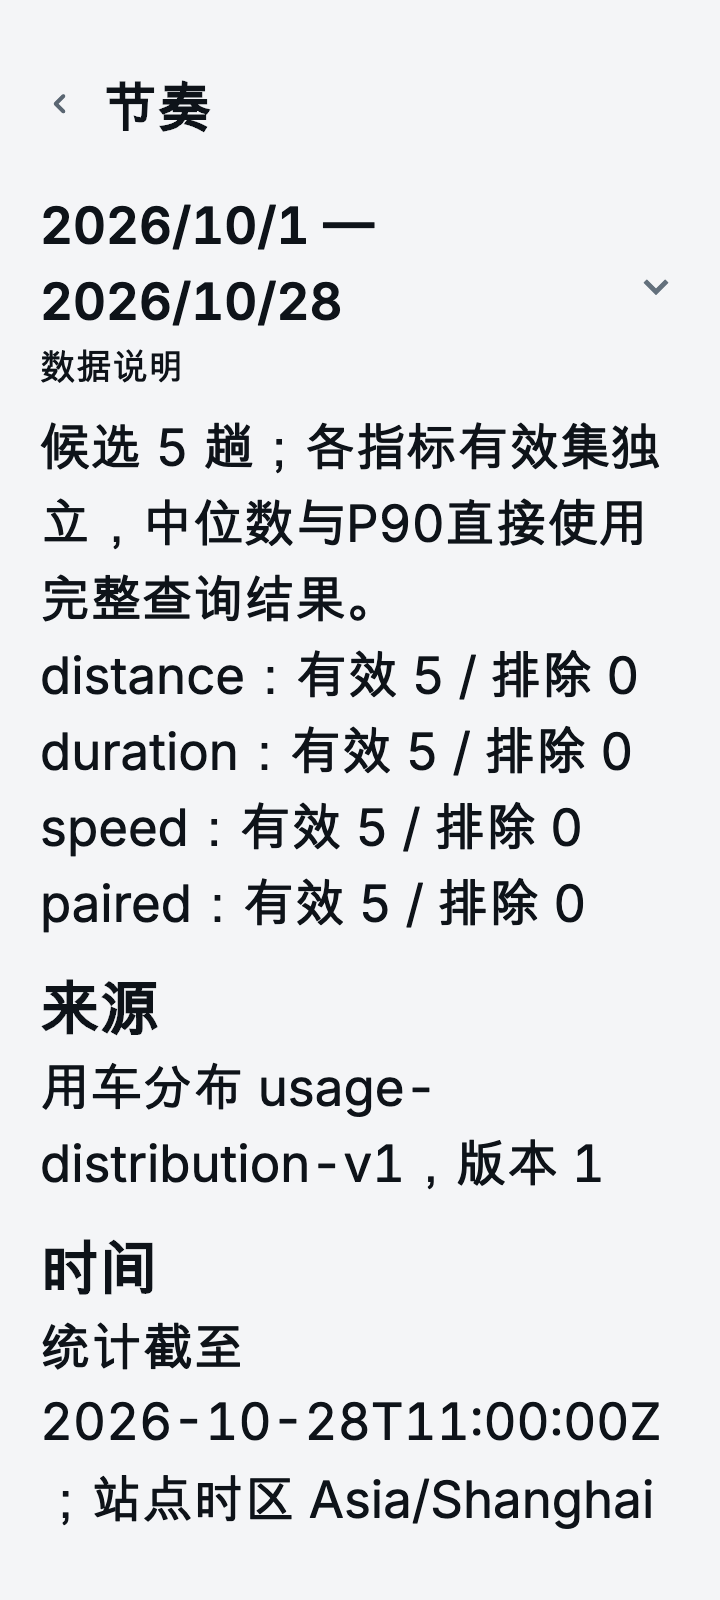 节奏
2026/10/1 —
2026/10/28
数据说明
候选 5 趟；各指标有效集独
立，中位数与P90直接使用
完整查询结果。
distance：有效 5 / 排除 0
duration：有效 5 / 排除 0
speed：有效 5 / 排除 0
paired：有效 5 / 排除 0
来源
用车分布 usage-
distribution-v1，版本 1
时间
统计截至
2026-10-28T11:00:00Z
；站点时区 Asia/Shanghai